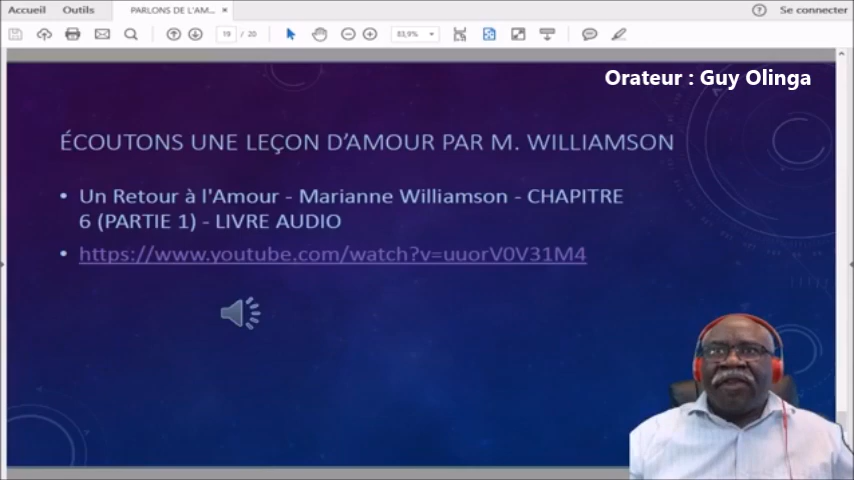 Accueil Outils PARLONS DE L'AM... × ? Se connecter
19 / 20 83,9%
Orateur : Guy Olinga
ÉCOUTONS UNE LEÇON D’AMOUR PAR M. WILLIAMSON
• Un Retour à l'Amour - Marianne Williamson - CHAPITRE
6 (PARTIE 1) - LIVRE AUDIO
• https://www.youtube.com/watch?v=uuorV0V31M4